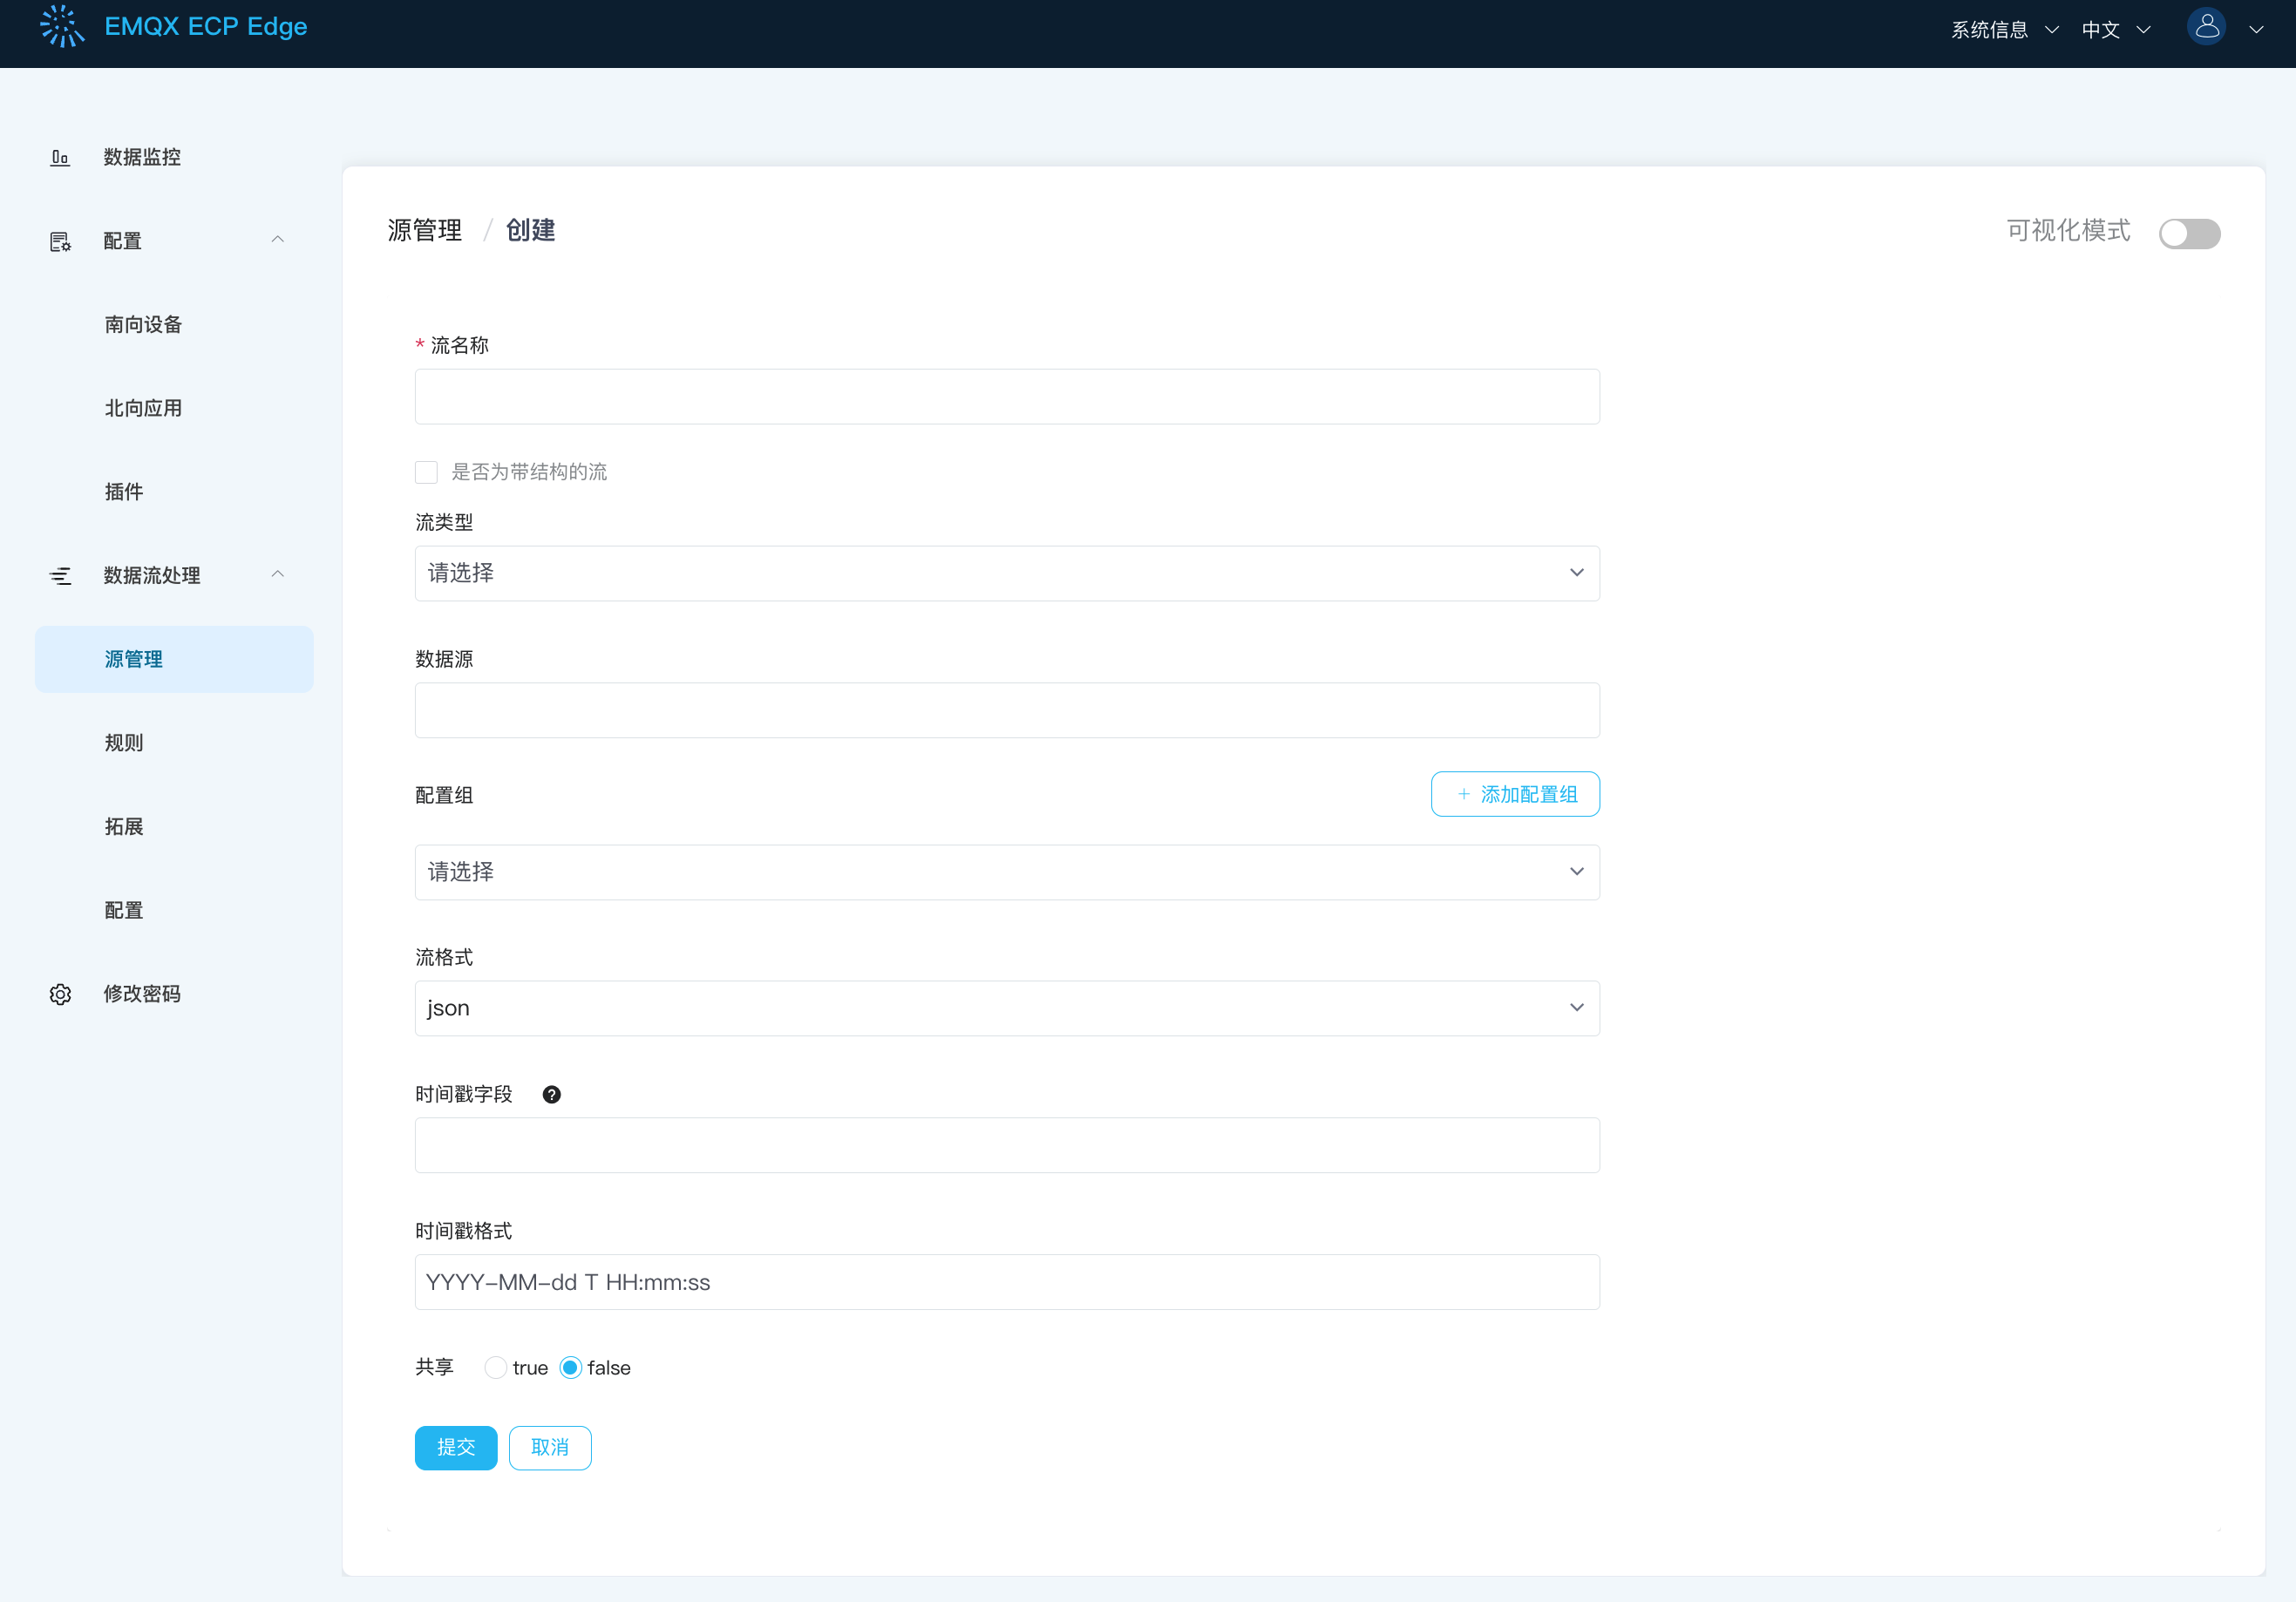 EMQX ECP Edge
系统信息
中文
数据监控
配置
南向设备
北向应用
插件
数据流处理
源管理
规则
拓展
配置
修改密码
源管理 / 创建
可视化模式
* 流名称
是否为带结构的流
流类型
请选择
数据源
配置组
+ 添加配置组
请选择
流格式
json
时间戳字段 ?
时间戳格式
YYYY-MM-dd T HH:mm:ss
共享 true false
提交 取消